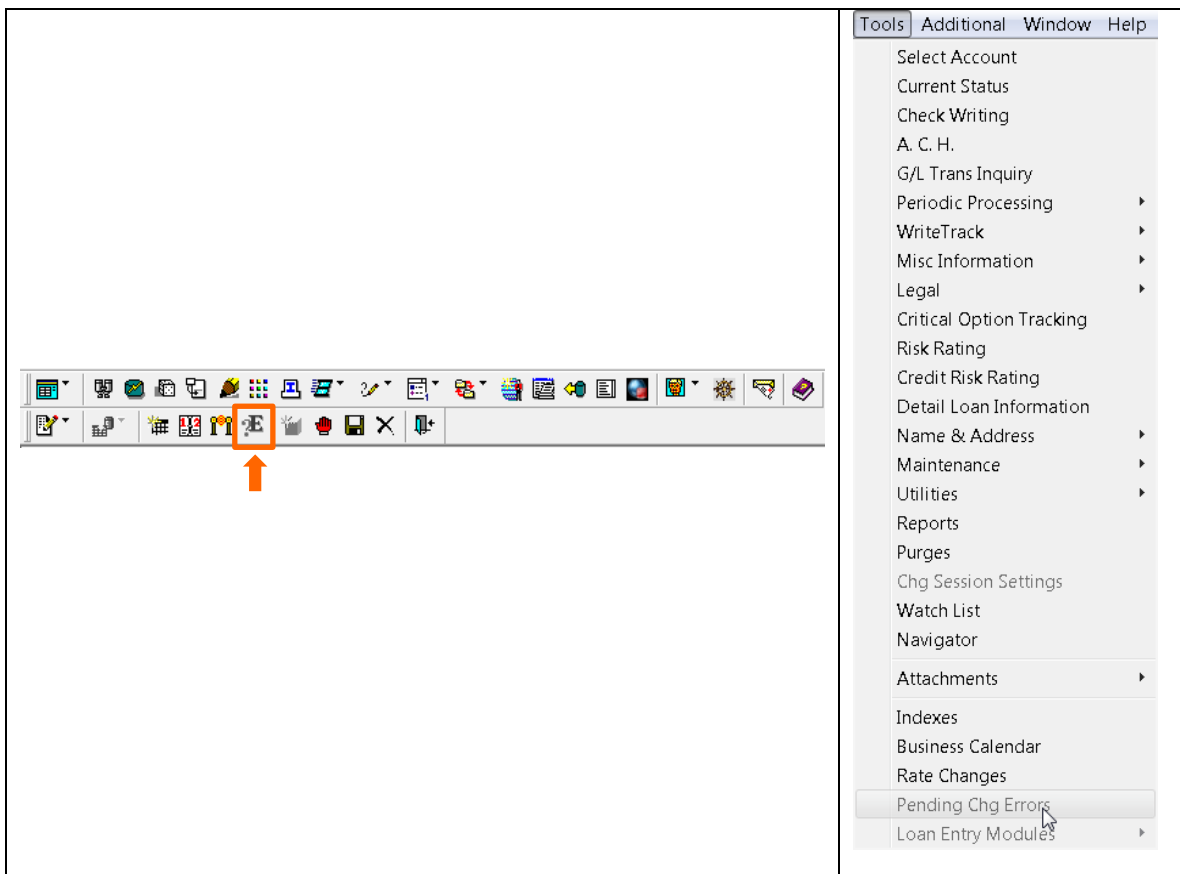 Tools Additional Window Help
Select Account
Current Status
Check Writing
A. C. H.
G/L Trans Inquiry
Periodic Processing
WriteTrack
Misc Information
Legal
Critical Option Tracking
Risk Rating
Credit Risk Rating
Detail Loan Information
Name & Address
Maintenance
Utilities
Reports
Purges
Chg Session Settings
Watch List
Navigator
Attachments
?E
Indexes
Business Calendar
Rate Changes
Pending Chg Errors
Loan Entry Modules